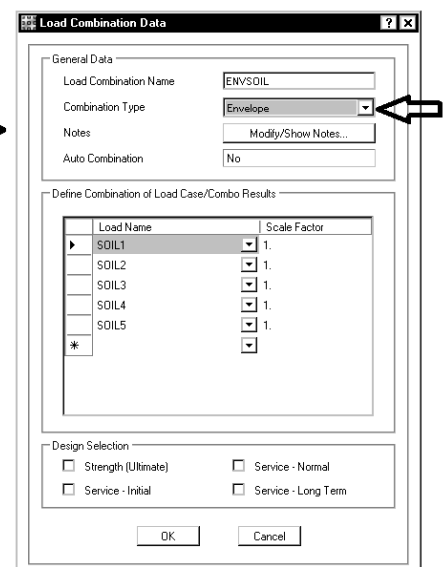 Load Combination Data ? X
General Data
Load Combination Name ENVSOIL
Combination Type Envelope
Notes Modify/Show Notes...
Auto Combination No
Define Combination of Load Case/Combo Results
Load Name Scale Factor
SOIL1 1.
SOIL2 1.
SOIL3 1.
SOIL4 1.
SOIL5 1.
*
Design Selection
Strength (Ultimate) Service - Normal
Service - Initial Service - Long Term
OK Cancel